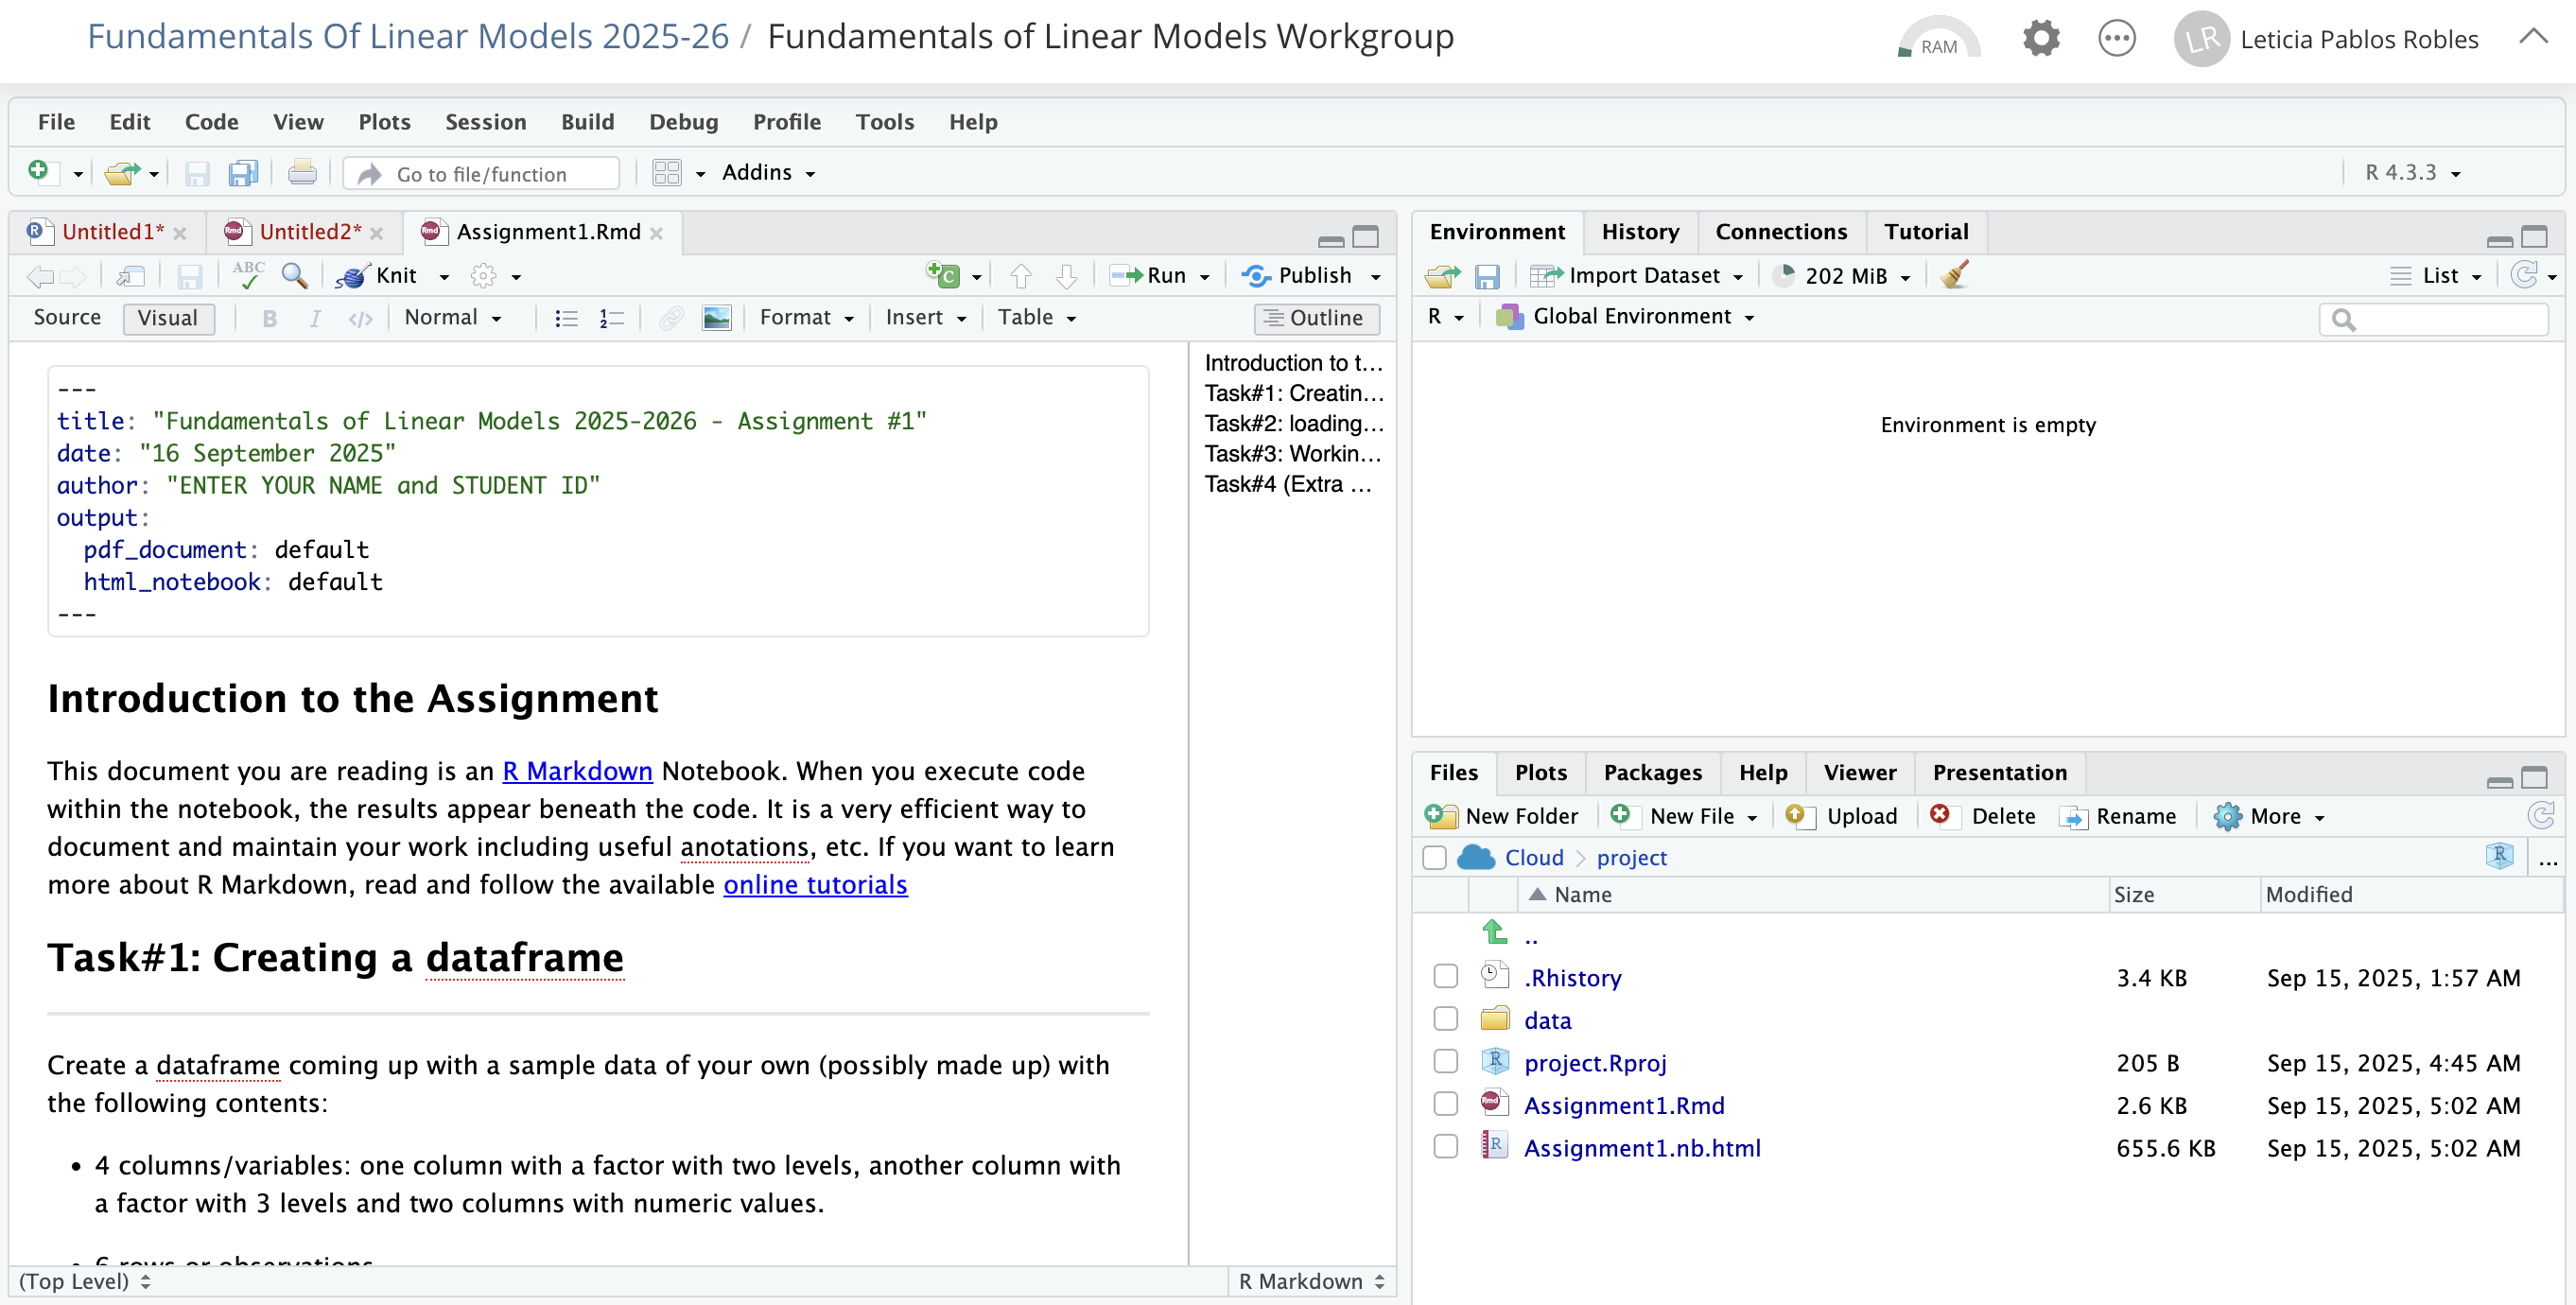 Fundamentals Of Linear Models 2025-26 / Fundamentals of Linear Models Workgroup
RAM
LR Leticia Pablos Robles
File Edit Code View Plots Session Build Debug Profile Tools Help
Go to file/function Addins R 4.3.3
Untitled1* Untitled2* Assignment1.Rmd
ABC Knit Run Publish
Source Visual B I </> Normal Format Insert Table Outline
---
title: "Fundamentals of Linear Models 2025-2026 - Assignment #1"
date: "16 September 2025"
author: "ENTER YOUR NAME and STUDENT ID"
output:
pdf_document: default
html_notebook: default
---
Introduction to the Assignment
This document you are reading is an R Markdown Notebook. When you execute code
within the notebook, the results appear beneath the code. It is a very efficient way to
document and maintain your work including useful anotations, etc. If you want to learn
more about R Markdown, read and follow the available online tutorials
Task#1: Creating a dataframe
Create a dataframe coming up with a sample data of your own (possibly made up) with
the following contents:
• 4 columns/variables: one column with a factor with two levels, another column with
a factor with 3 levels and two columns with numeric values.
• 6 rows or observations
(Top Level) R Markdown
Introduction to t...
Task#1: Creatin...
Task#2: loading...
Task#3: Workin...
Task#4 (Extra ...
Environment History Connections Tutorial
Import Dataset 202 MiB List
R Global Environment
Environment is empty
Files Plots Packages Help Viewer Presentation
New Folder New File Upload Delete Rename More
Cloud > project ...
Name Size Modified
..
.Rhistory 3.4 KB Sep 15, 2025, 1:57 AM
data
project.Rproj 205 B Sep 15, 2025, 4:45 AM
Assignment1.Rmd 2.6 KB Sep 15, 2025, 5:02 AM
Assignment1.nb.html 655.6 KB Sep 15, 2025, 5:02 AM